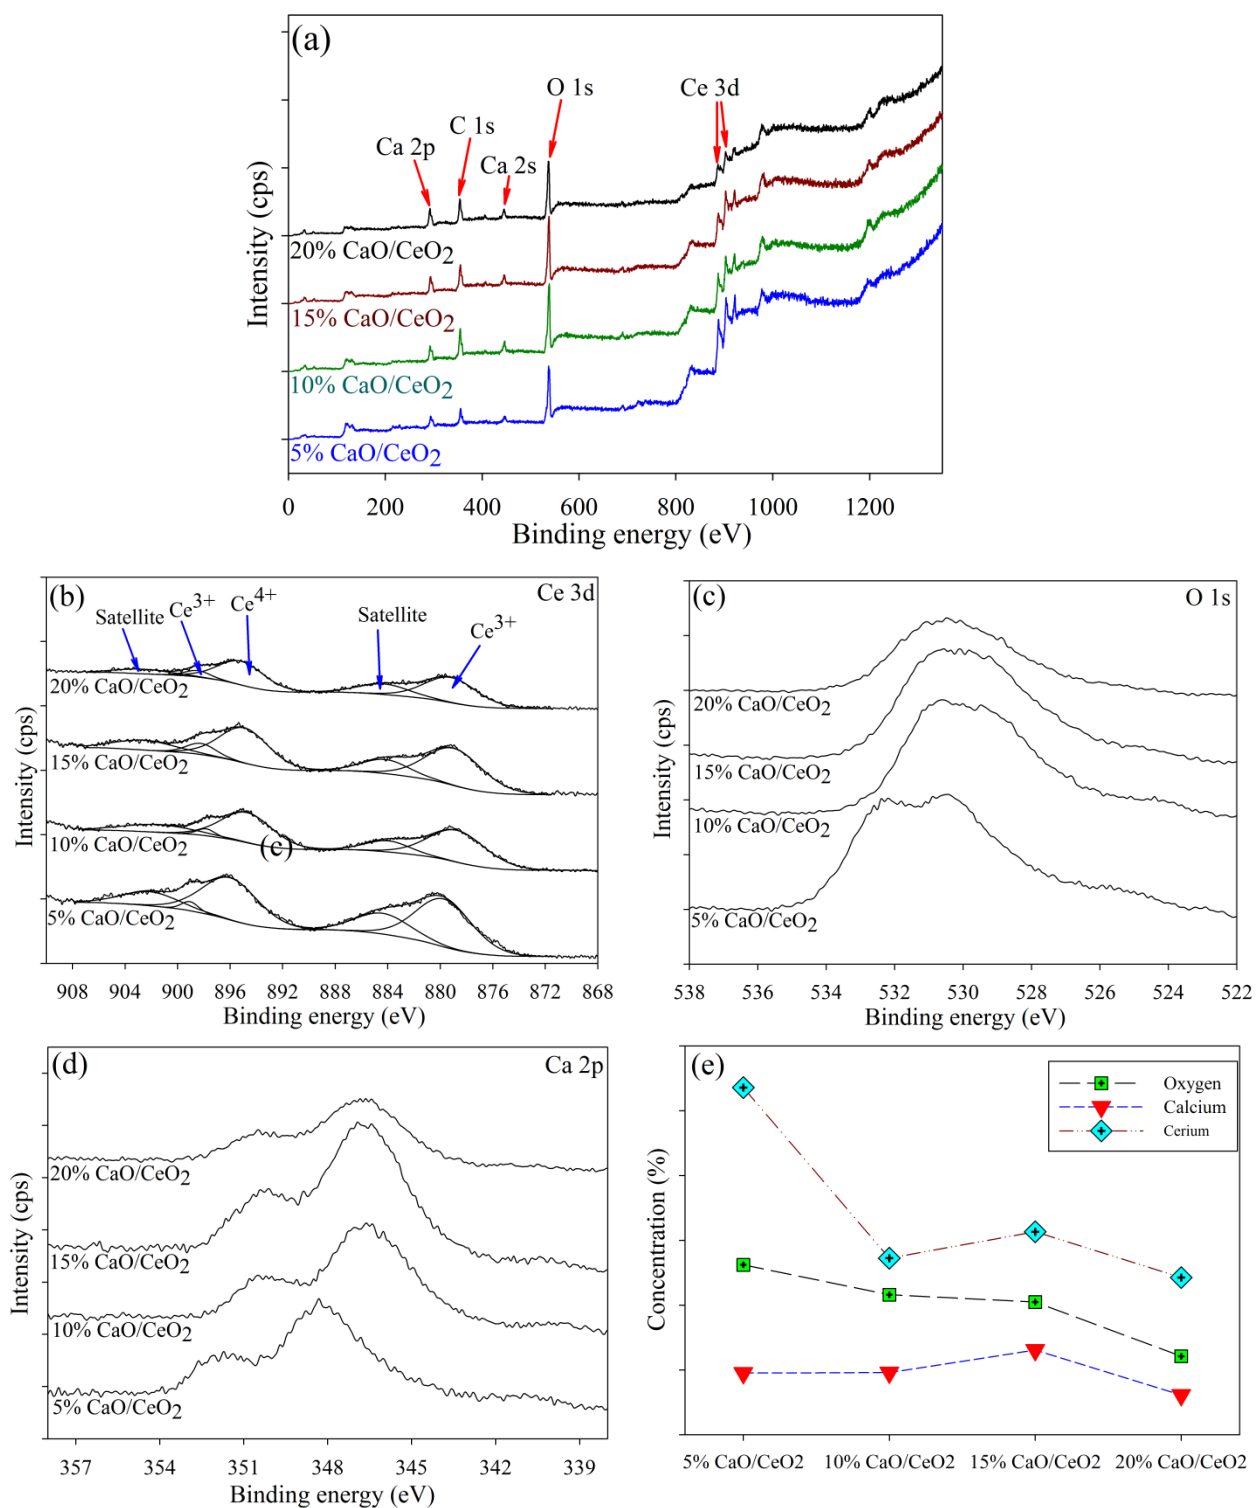 (a)
O 1s
Ce 3d
C 1s
Ca 2p
Ca 2s
20% CaO/CeO2
15% CaO/CeO2
10% CaO/CeO2
5% CaO/CeO2
Intensity (cps)
0 200 400 600 800 1000 1200
Binding energy (eV)
(b)
Ce 3d
Satellite
Ce3+
Ce4+
Satellite
Ce3+
20% CaO/CeO2
15% CaO/CeO2
10% CaO/CeO2
(c)
5% CaO/CeO2
Intensity (cps)
908 904 900 896 892 888 884 880 876 872 868
Binding energy (eV)
(c)
O 1s
20% CaO/CeO2
15% CaO/CeO2
10% CaO/CeO2
5% CaO/CeO2
Intensity (cps)
538 536 534 532 530 528 526 524 522
Binding energy (eV)
(d)
Ca 2p
20% CaO/CeO2
15% CaO/CeO2
10% CaO/CeO2
5% CaO/CeO2
Intensity (cps)
357 354 351 348 345 342 339
Binding energy (eV)
(e)
Oxygen
Calcium
Cerium
Concentration (%)
5% CaO/CeO2 10% CaO/CeO2 15% CaO/CeO2 20% CaO/CeO2